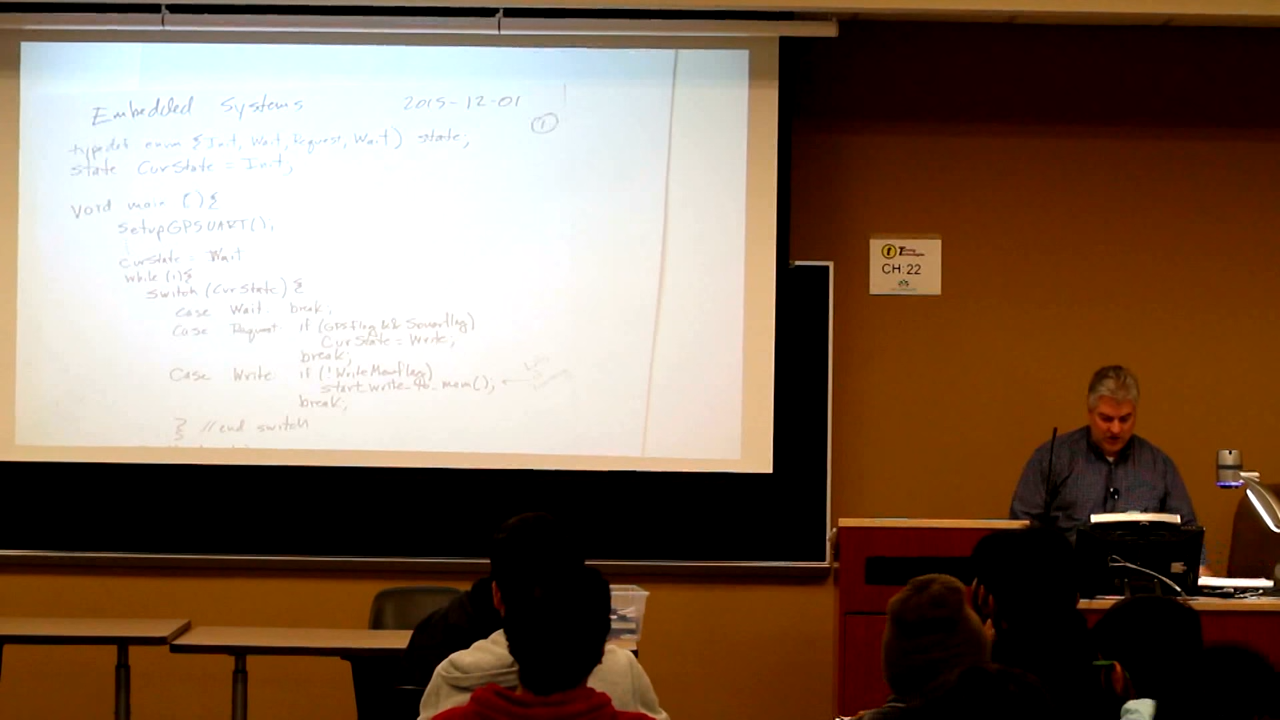 Embedded Systems 2015-12-01
1
typedef enum {Init, Wait, Request, Wait} state;
state CurState = Init;
Void main () {
setupGPSUART();
CurState = Wait
while (1) {
switch (CurState) {
Case Wait: break;
Case Request: if (GPSflag && Sonarflag)
CurState = Write;
break;
Case Write: if (!WriteMemFlag)
start_write_to_mem();
break;
} //end switch
CH:22